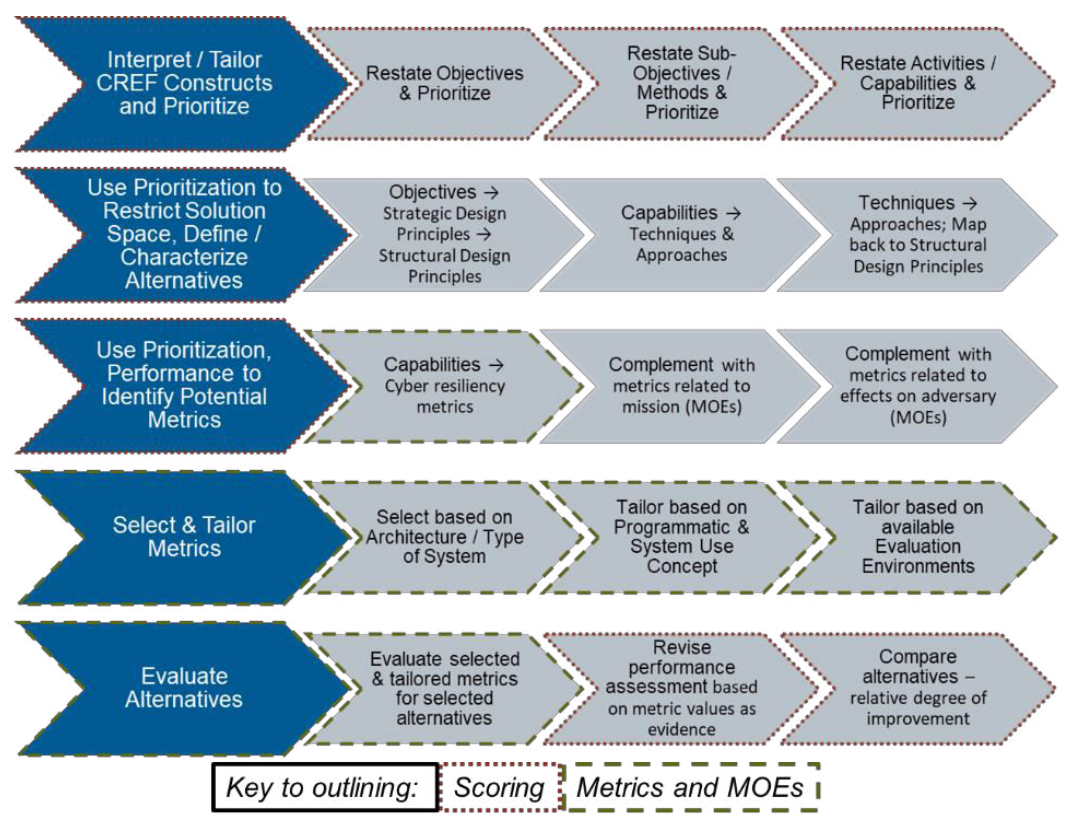 Interpret / Tailor
CREF Constructs
and Prioritize
Restate Objectives
& Prioritize
Restate Sub-
Objectives /
Methods &
Prioritize
Restate Activities /
Capabilities &
Prioritize
Use Prioritization to
Restrict Solution
Space, Define /
Characterize
Alternatives
Objectives →
Strategic Design
Principles →
Structural Design
Principles
Capabilities →
Techniques &
Approaches
Techniques →
Approaches; Map
back to Structural
Design Principles
Use Prioritization,
Performance to
Identify Potential
Metrics
Capabilities →
Cyber resiliency
metrics
Complement with
metrics related to
mission (MOEs)
Complement with
metrics related to
effects on adversary
(MOEs)
Select & Tailor
Metrics
Select based on
Architecture / Type
of System
Tailor based on
Programmatic &
System Use
Concept
Tailor based on
available
Evaluation
Environments
Evaluate
Alternatives
Evaluate selected
& tailored metrics
for selected
alternatives
Revise
performance
assessment based
on metric values as
evidence
Compare
alternatives –
relative degree of
improvement
Key to outlining:
Scoring
Metrics and MOEs